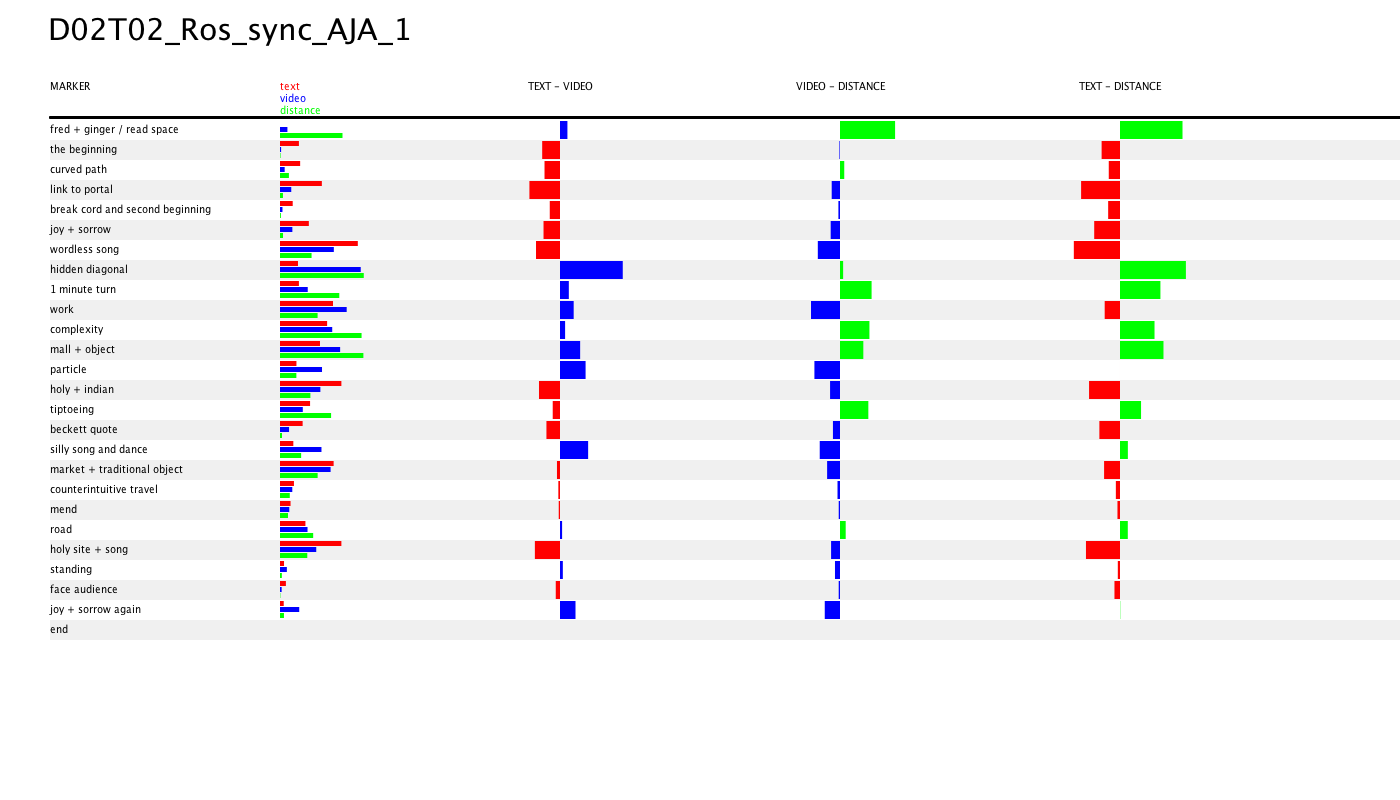 D02T02_Ros_sync_AJA_1
MARKER
text
video
distance
TEXT – VIDEO
VIDEO – DISTANCE
TEXT – DISTANCE
fred + ginger / read space
the beginning
curved path
link to portal
break cord and second beginning
joy + sorrow
wordless song
hidden diagonal
1 minute turn
work
complexity
mall + object
particle
holy + indian
tiptoeing
beckett quote
silly song and dance
market + traditional object
counterintuitive travel
mend
road
holy site + song
standing
face audience
joy + sorrow again
end